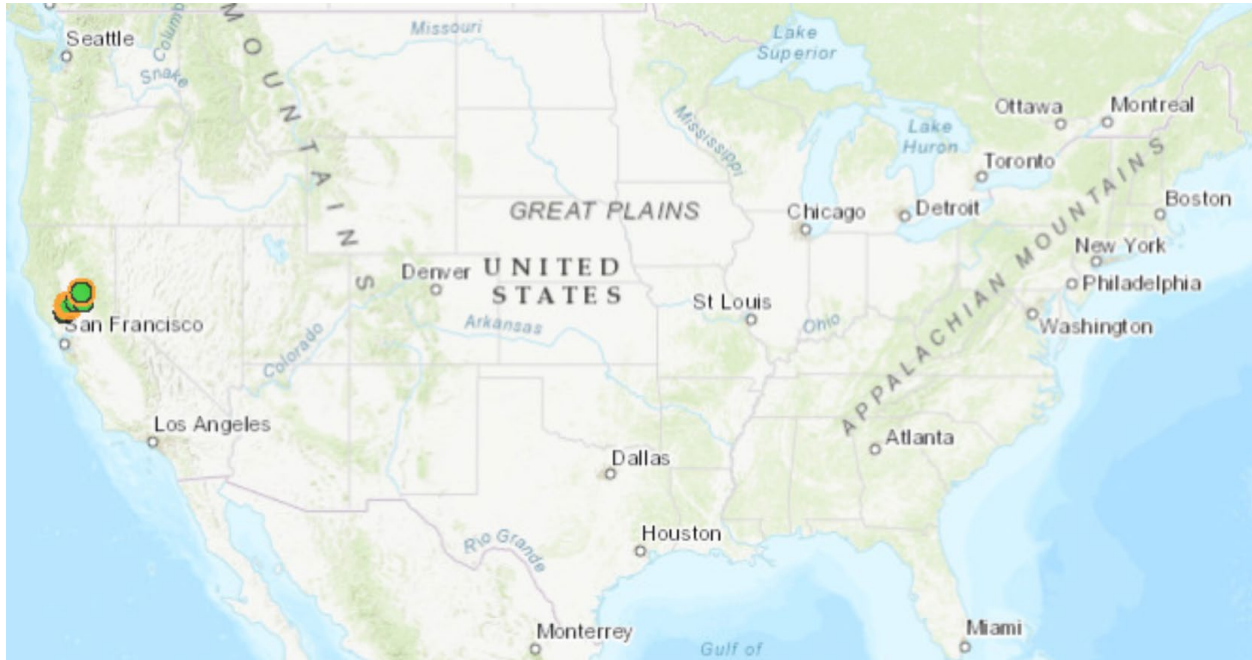 Seattle
Columb
Snake
MOUNTAINS
Missouri
Lake
Superior
Mississippi
Ottawa
Montreal
Lake
Huron
Toronto
GREAT PLAINS
Chicago
Detroit
Boston
New York
Denver
UNITED
STATES
Philadelphia
St Louis
San Francisco
Arkansas
Ohio
Washington
Colorado
APPALACHIAN MOUNTAINS
Los Angeles
Atlanta
Dallas
Houston
Rio Grande
Monterrey
Miami
Gulf of